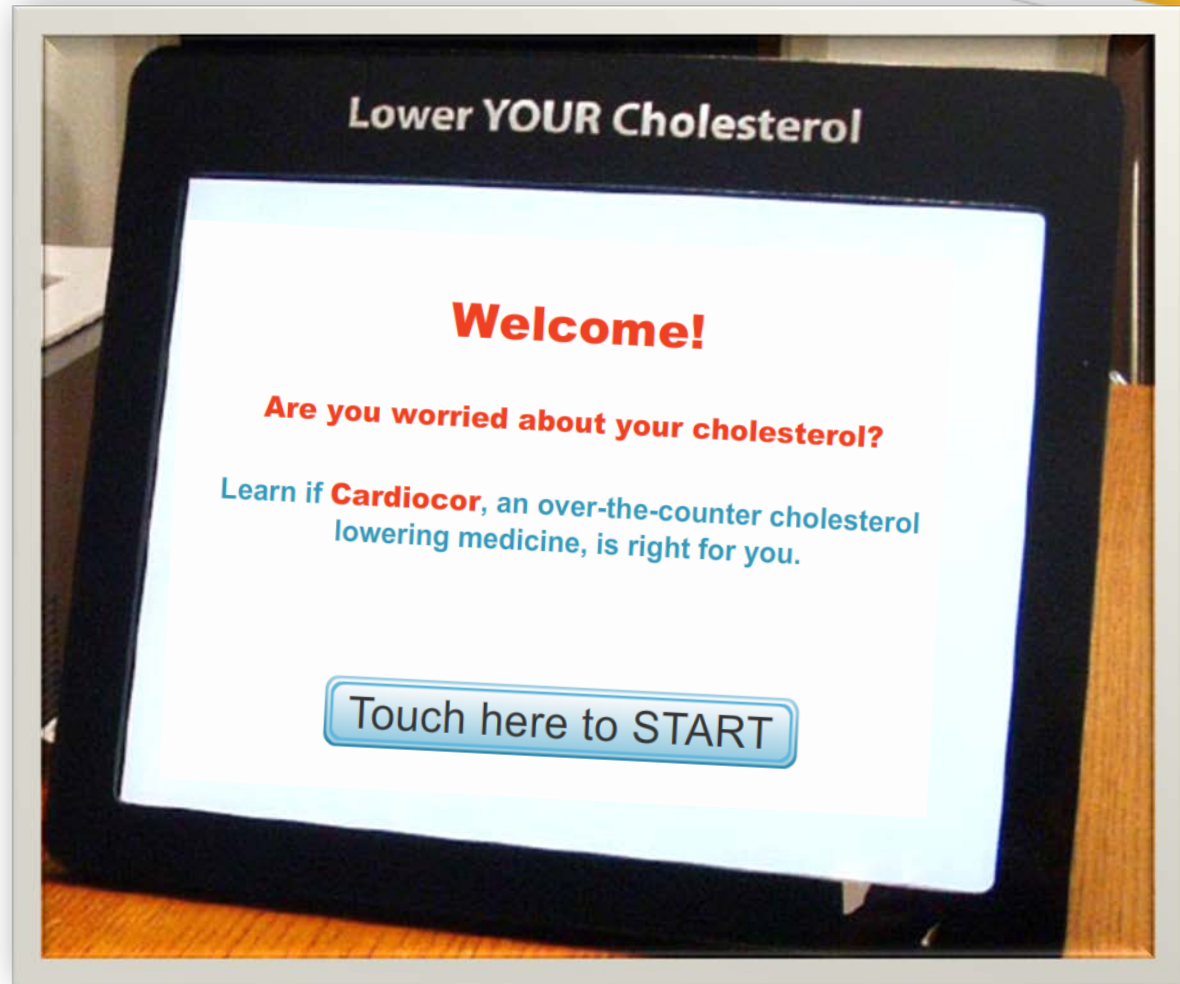 Lower YOUR Cholesterol
Welcome!
Are you worried about your cholesterol?
Learn if Cardiocor, an over-the-counter cholesterol
lowering medicine, is right for you.
Touch here to START